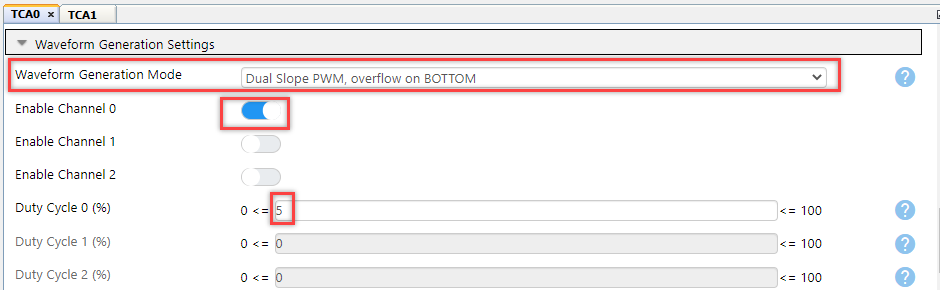 TCA0 × TCA1
Waveform Generation Settings
Waveform Generation Mode Dual Slope PWM, overflow on BOTTOM ?
Enable Channel 0
Enable Channel 1
Enable Channel 2
Duty Cycle 0 (%) 0 <= 5 <= 100 ?
Duty Cycle 1 (%) 0 <= 0 <= 100 ?
Duty Cycle 2 (%) 0 <= 0 <= 100 ?